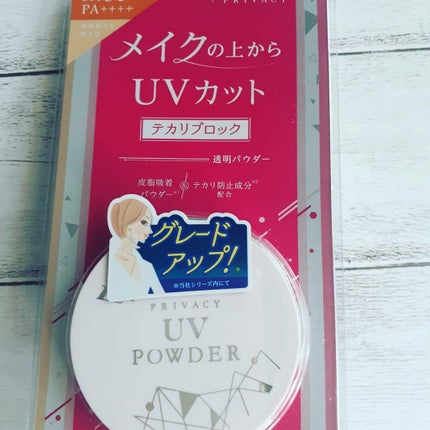 PA++++
PRIVACY
メイクの上から
UVカット
テカリブロック
透明パウダー
皮脂吸着パウダー※1 & テカリ防止成分※2配合
グレード
アップ!
※当社シリーズ内にて
PRIVACY
UV
POWDER